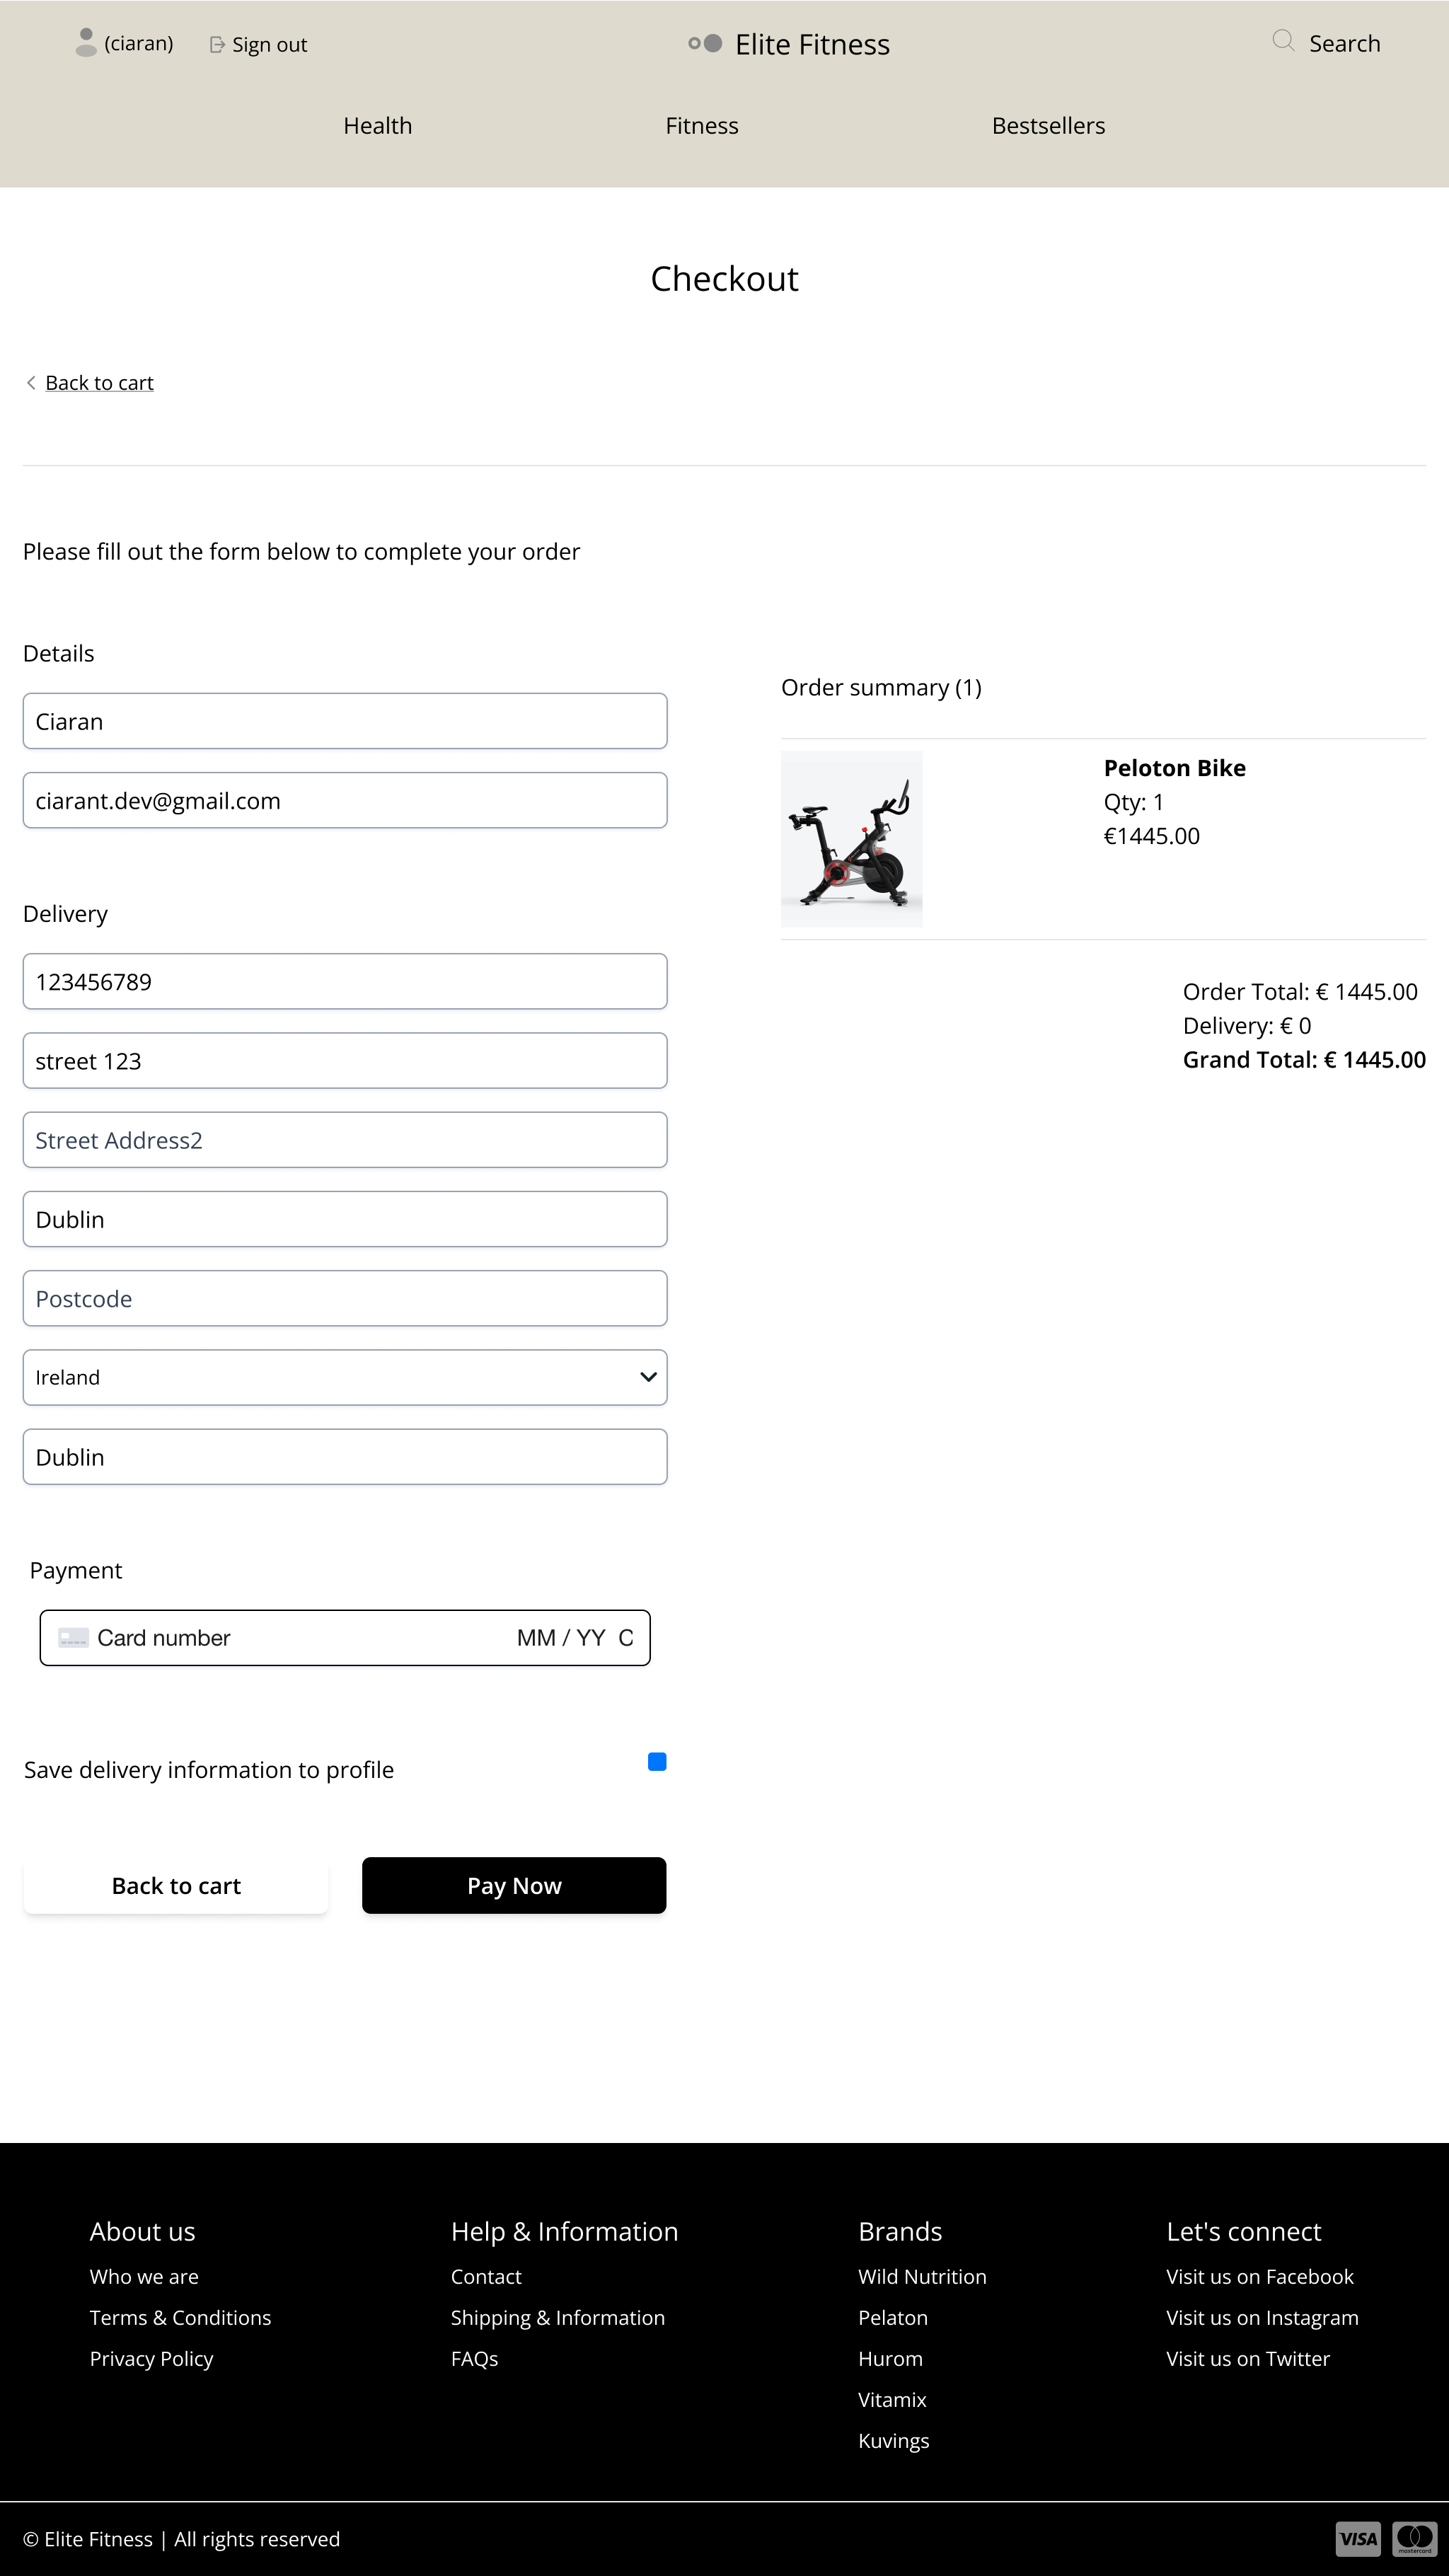 (ciaran)
Sign out
Elite Fitness
Search
Health
Fitness
Bestsellers
Checkout
Back to cart
Please fill out the form below to complete your order
Details
Ciaran
ciarant.dev@gmail.com
Delivery
123456789
street 123
Street Address2
Dublin
Postcode
Ireland
Dublin
Payment
Card number MM / YY C
Save delivery information to profile
Back to cart
Pay Now
Order summary (1)
Peloton Bike
Qty: 1
€1445.00
Order Total: € 1445.00
Delivery: € 0
Grand Total: € 1445.00
About us
Who we are
Terms & Conditions
Privacy Policy
Help & Information
Contact
Shipping & Information
FAQs
Brands
Wild Nutrition
Pelaton
Hurom
Vitamix
Kuvings
Let's connect
Visit us on Facebook
Visit us on Instagram
Visit us on Twitter
© Elite Fitness | All rights reserved
VISA
mastercard